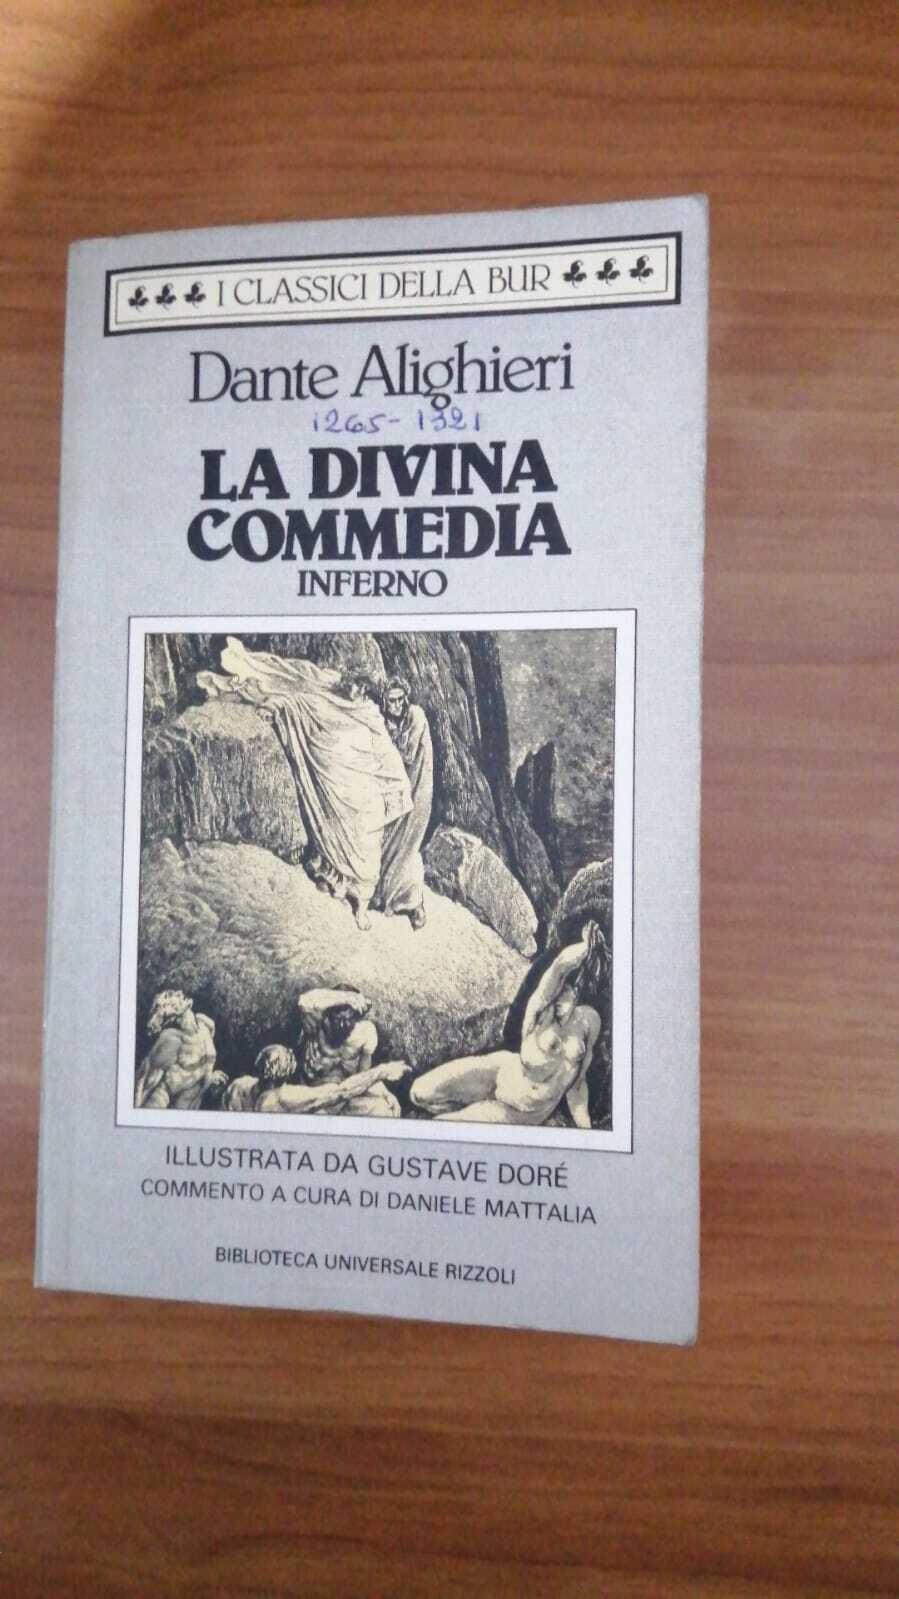 I CLASSICI DELLA BUR
Dante Alighieri
1265-1321
LA DIVINA
COMMEDIA
INFERNO
ILLUSTRATA DA GUSTAVE DORÉ
COMMENTO A CURA DI DANIELE MATTALIA
BIBLIOTECA UNIVERSALE RIZZOLI